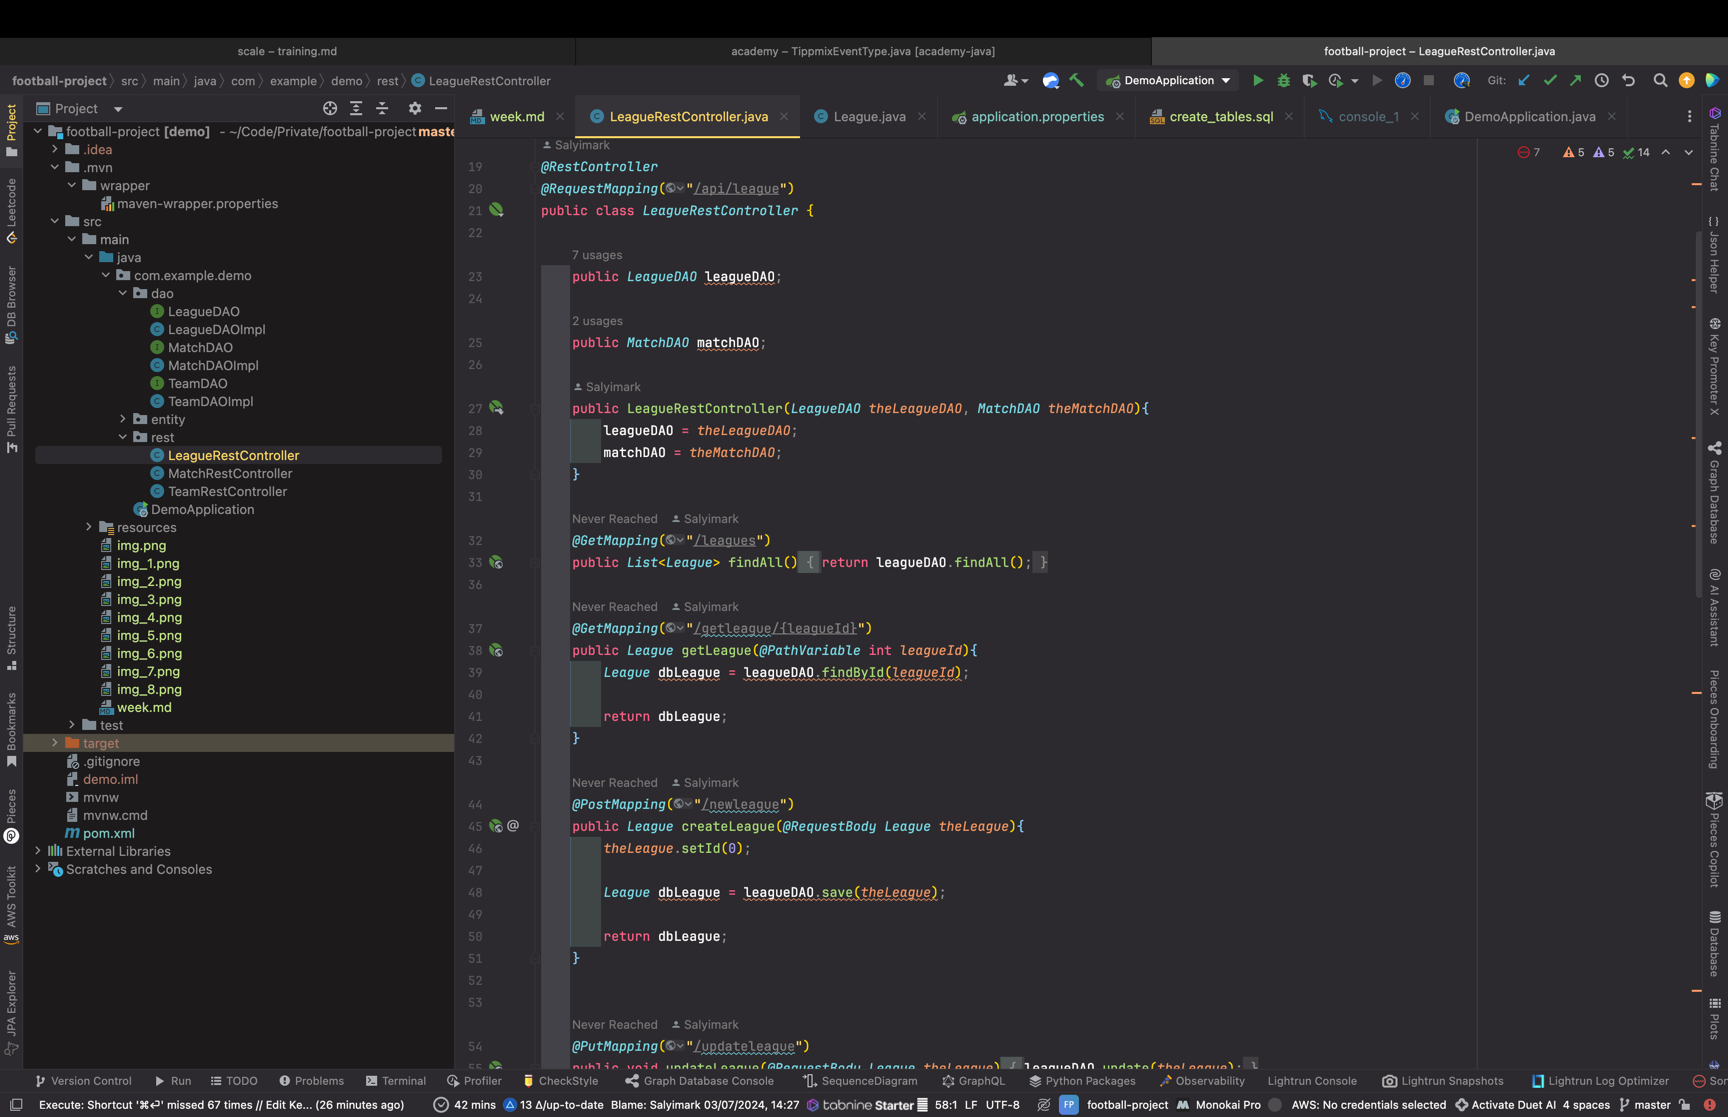 scale – training.md
academy – TippmixEventType.java [academy-java]
football-project – LeagueRestController.java
football-project src main java com example demo rest LeagueRestController
DemoApplication
Git:
Project
week.md
LeagueRestController.java
League.java
application.properties
create_tables.sql
console_1
DemoApplication.java
football-project [demo] - ~/Code/Private/football-project maste
.idea
.mvn
wrapper
maven-wrapper.properties
src
main
java
com.example.demo
dao
LeagueDAO
LeagueDAOImpl
MatchDAO
MatchDAOImpl
TeamDAO
TeamDAOImpl
entity
rest
LeagueRestController
MatchRestController
TeamRestController
DemoApplication
resources
img.png
img_1.png
img_2.png
img_3.png
img_4.png
img_5.png
img_6.png
img_7.png
img_8.png
week.md
test
target
.gitignore
demo.iml
mvnw
mvnw.cmd
pom.xml
External Libraries
Scratches and Consoles
Project
Leetcode
DB Browser
Pull Requests
Structure
Bookmarks
Pieces
AWS Toolkit
aws
JPA Explorer
7 5 5 14
Salyimark
19 @RestController
20 @RequestMapping("/api/league")
21 public class LeagueRestController {
22
7 usages
23 public LeagueDAO leagueDAO;
24
2 usages
25 public MatchDAO matchDAO;
26
Salyimark
27 public LeagueRestController(LeagueDAO theLeagueDAO, MatchDAO theMatchDAO){
28 leagueDAO = theLeagueDAO;
29 matchDAO = theMatchDAO;
30 }
31
Never Reached Salyimark
32 @GetMapping("/leagues")
33 public List<League> findAll() { return leagueDAO.findAll(); }
36
Never Reached Salyimark
37 @GetMapping("/getleague/{leagueId}")
38 public League getLeague(@PathVariable int leagueId){
39 League dbLeague = leagueDAO.findById(leagueId);
40
41 return dbLeague;
42 }
43
Never Reached Salyimark
44 @PostMapping("/newleague")
45 @ public League createLeague(@RequestBody League theLeague){
46 theLeague.setId(0);
47
48 League dbLeague = leagueDAO.save(theLeague);
49
50 return dbLeague;
51 }
52
53
Never Reached Salyimark
54 @PutMapping("/updateleague")
55 public void updateLeague(@RequestBody League theLeague) { leagueDAO.update(theLeague); }
Tabnine Chat
{ } Json Helper
Key Promoter X
Graph Database
AI Assistant
Pieces Onboarding
Pieces Copilot
Database
Plots
Version Control Run TODO Problems Terminal Profiler CheckStyle Graph Database Console SequenceDiagram GraphQL Python Packages Observability Lightrun Console Lightrun Snapshots Lightrun Log Optimizer Sor
Execute: Shortcut '⌘↩' missed 67 times // Edit Ke... (26 minutes ago) 42 mins 13 Δ/up-to-date Blame: Salyimark 03/07/2024, 14:27 tabnine Starter 58:1 LF UTF-8 FP football-project Monokai Pro AWS: No credentials selected Activate Duet AI 4 spaces master